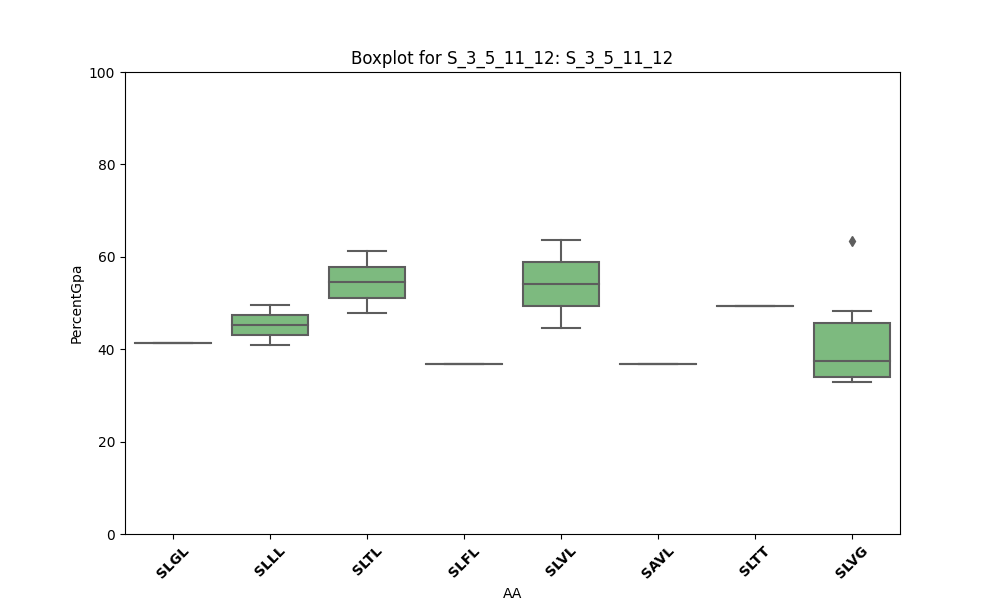 Boxplot for S_3_5_11_12: S_3_5_11_12
100
80
60
40
20
0
PercentGpa
SLGL
SLLL
SLTL
SLFL
SLVL
SAVL
SLTT
SLVG
AA